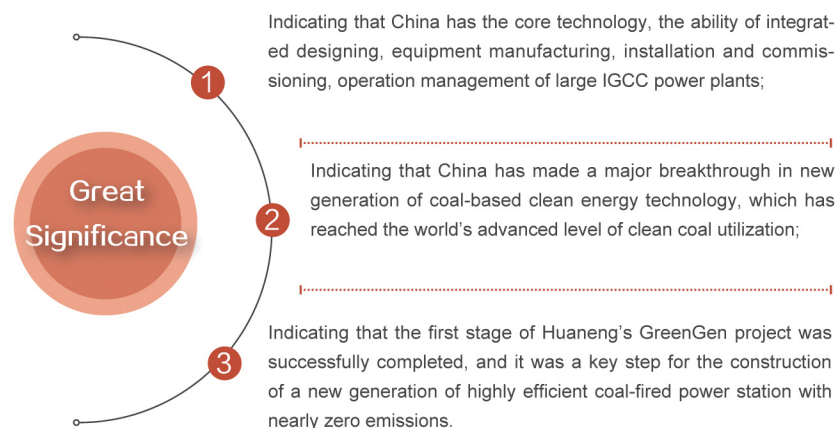 Great
Significance
1
Indicating that China has the core technology, the ability of integrat-
ed designing, equipment manufacturing, installation and commis-
sioning, operation management of large IGCC power plants;
2
Indicating that China has made a major breakthrough in new
generation of coal-based clean energy technology, which has
reached the world's advanced level of clean coal utilization;
3
Indicating that the first stage of Huaneng's GreenGen project was
successfully completed, and it was a key step for the construction
of a new generation of highly efficient coal-fired power station with
nearly zero emissions.